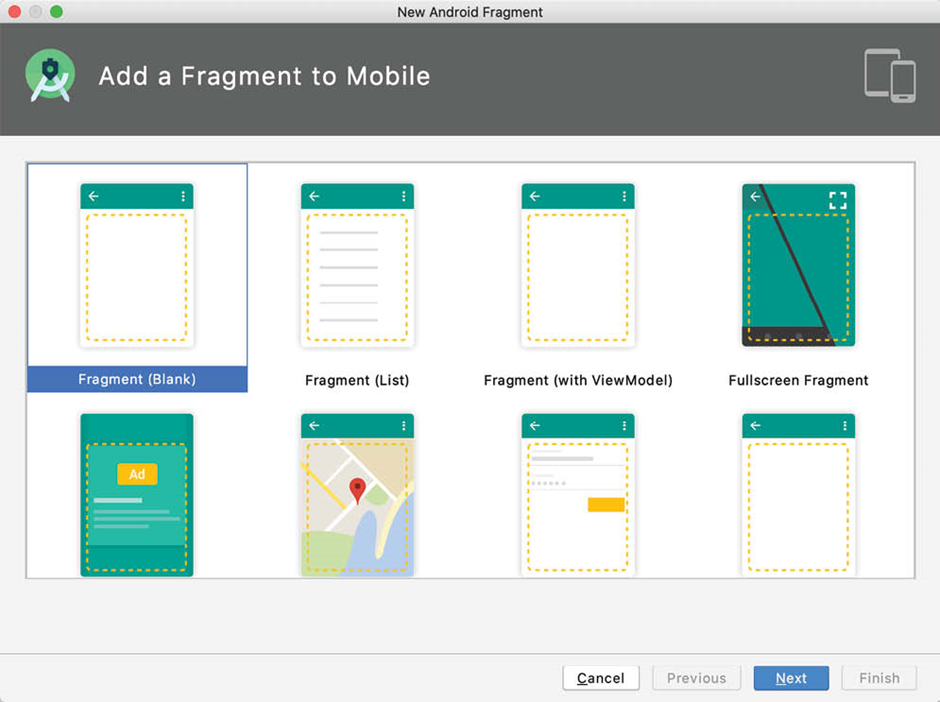 New Android Fragment
Add a Fragment to Mobile
Fragment (Blank)
Fragment (List)
Fragment (with ViewModel)
Fullscreen Fragment
Ad
Cancel
Previous
Next
Finish